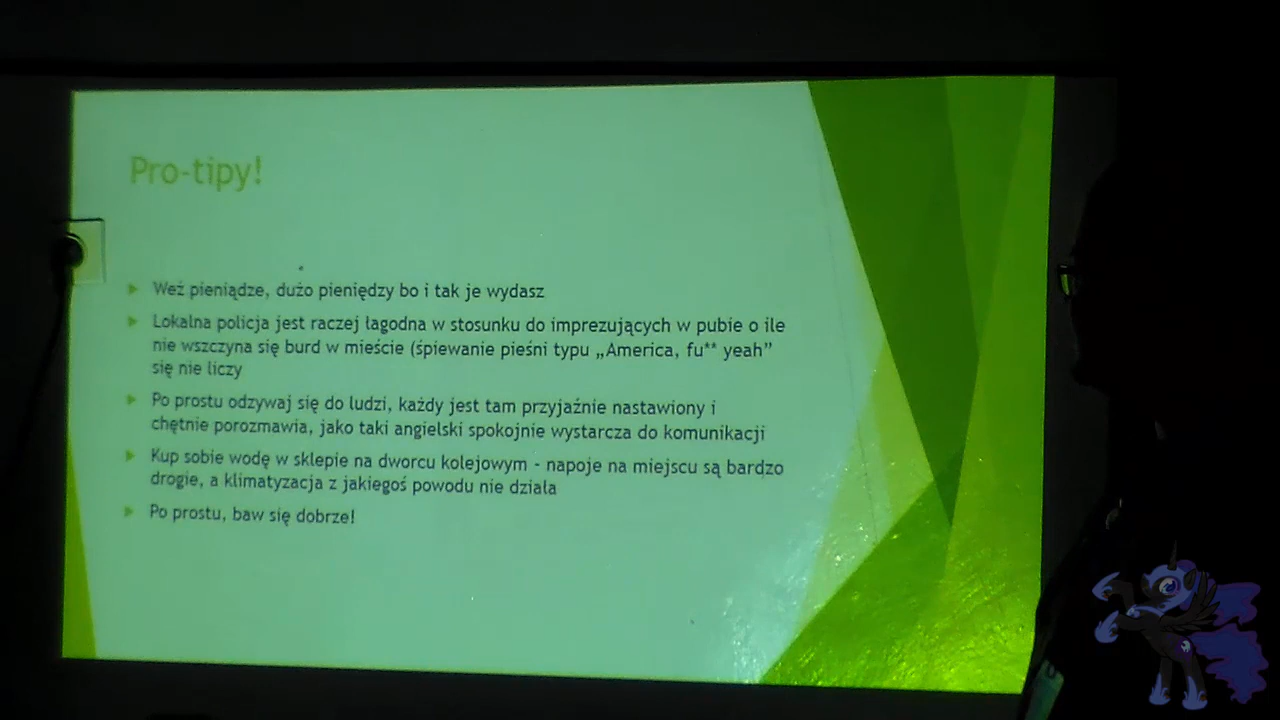 Pro-tipy!
Weź pieniądze, dużo pieniędzy bo i tak je wydasz
Lokalna policja jest raczej łagodna w stosunku do imprezujących w pubie o ile
nie wszczyna się burd w mieście (śpiewanie pieśni typu „America, fu** yeah”
się nie liczy
Po prostu odzywaj się do ludzi, każdy jest tam przyjaźnie nastawiony i
chętnie porozmawia, jako taki angielski spokojnie wystarcza do komunikacji
Kup sobie wodę w sklepie na dworcu kolejowym - napoje na miejscu są bardzo
drogie, a klimatyzacja z jakiegoś powodu nie działa
Po prostu, baw się dobrze!